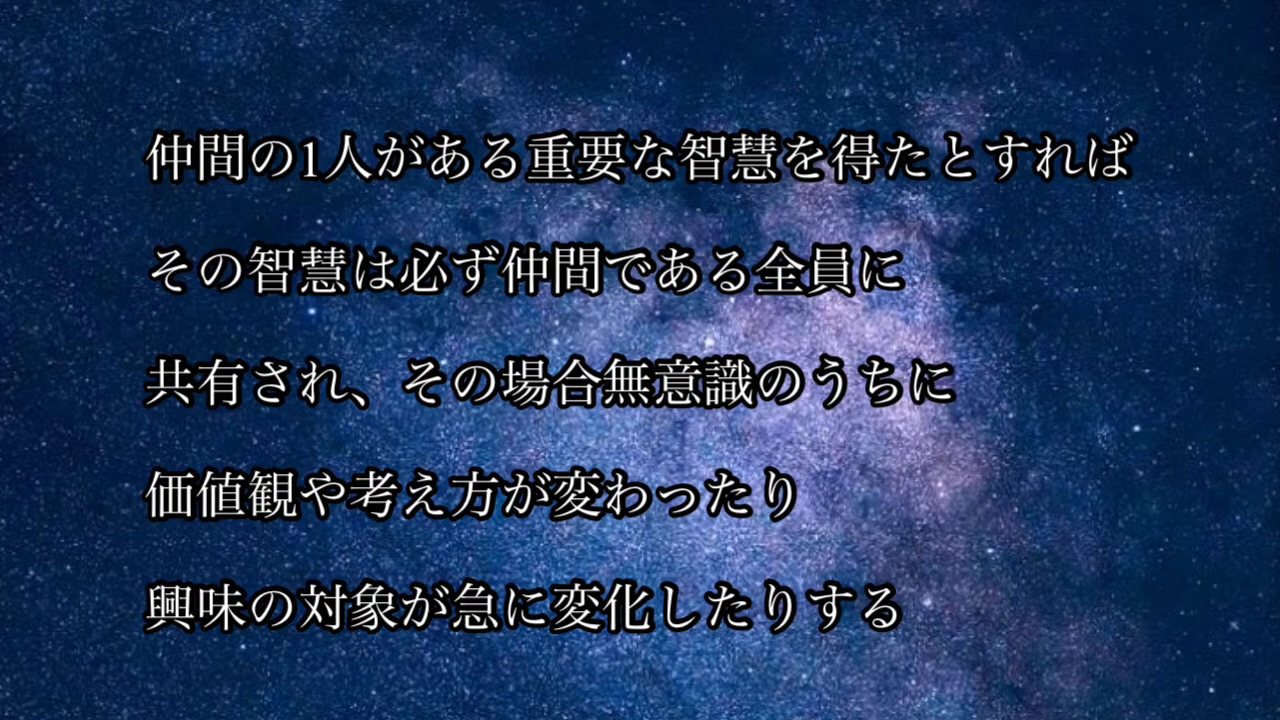 仲間の1人がある重要な智慧を得たとすれば
その智慧は必ず仲間である全員に
共有され、その場合無意識のうちに
価値観や考え方が変わったり
興味の対象が急に変化したりする